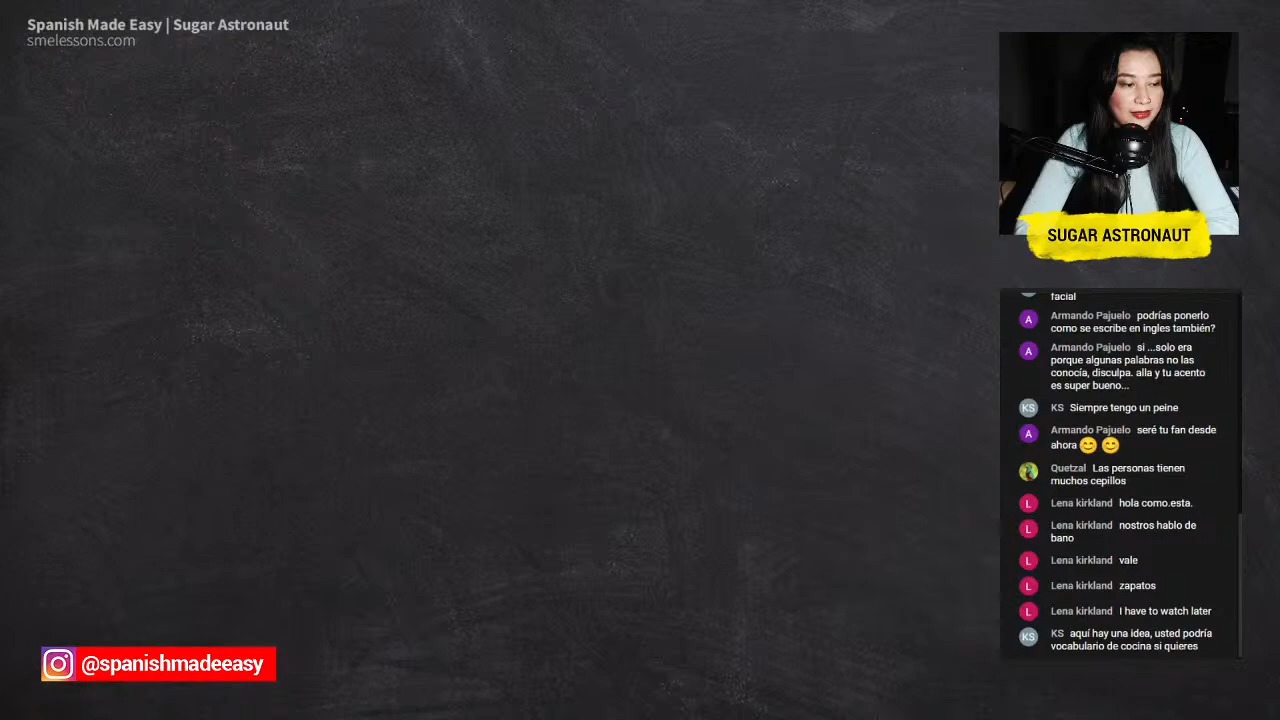 Spanish Made Easy | Sugar Astronaut
smelessons.com
SUGAR ASTRONAUT
facial
A Armando Pajuelo podrías ponerlo
como se escribe en ingles también?
A Armando Pajuelo si ...solo era
porque algunas palabras no las
conocía, disculpa. alla y tu acento
es super bueno...
KS KS Siempre tengo un peine
A Armando Pajuelo seré tu fan desde
ahora 😊 😊
Quetzal Las personas tienen
muchos cepillos
L Lena kirkland hola como.esta.
L Lena kirkland nostros hablo de
bano
L Lena kirkland vale
L Lena kirkland zapatos
L Lena kirkland I have to watch later
KS KS aquí hay una idea, usted podría
vocabulario de cocina si quieres
@spanishmadeeasy